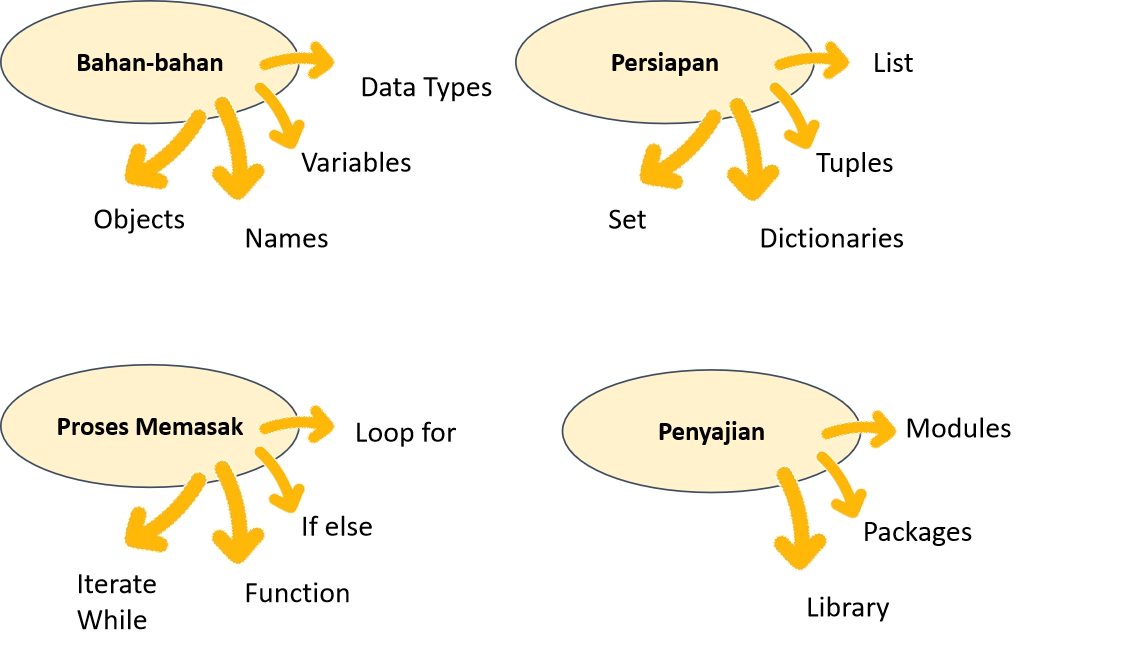 Bahan-bahan
Data Types
Variables
Names
Objects
Persiapan
List
Tuples
Dictionaries
Set
Proses Memasak
Loop for
If else
Function
Iterate
While
Penyajian
Modules
Packages
Library